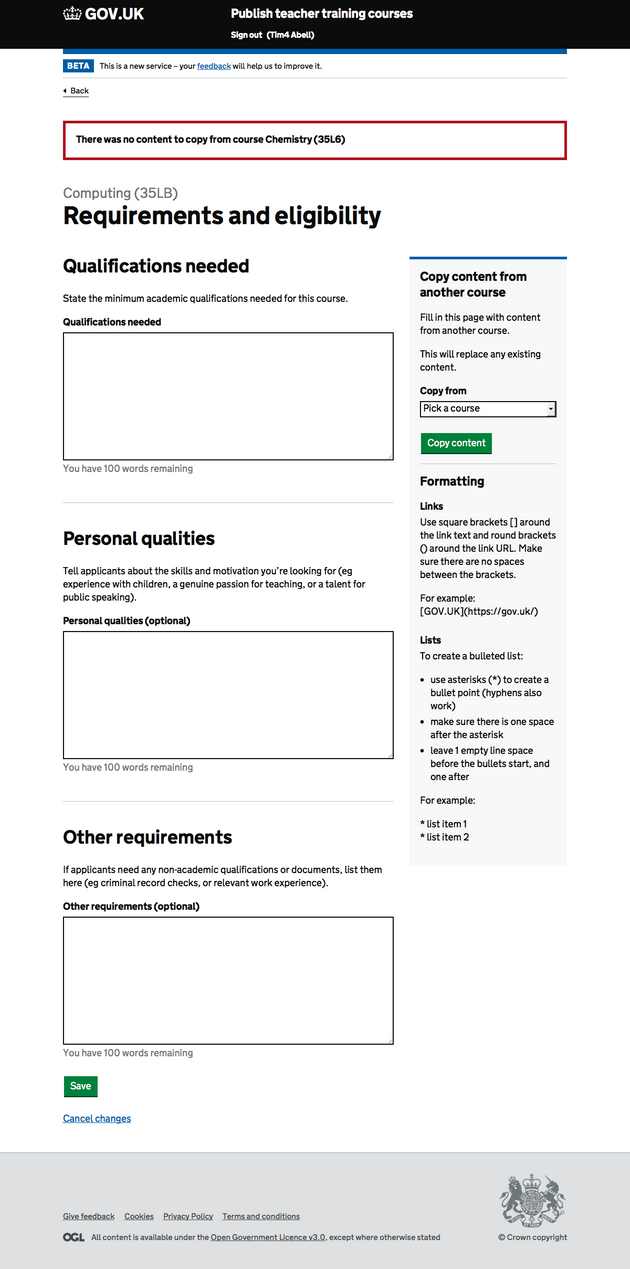 GOV.UK
Publish teacher training courses
Sign out (Tim4 Abell)
BETA This is a new service – your feedback will help us to improve it.
Back
There was no content to copy from course Chemistry (35L6)
Computing (35LB)
Requirements and eligibility
Qualifications needed
State the minimum academic qualifications needed for this course.
Qualifications needed
You have 100 words remaining
Personal qualities
Tell applicants about the skills and motivation you're looking for (eg
experience with children, a genuine passion for teaching, or a talent for
public speaking).
Personal qualities (optional)
You have 100 words remaining
Other requirements
If applicants need any non-academic qualifications or documents, list them
here (eg criminal record checks, or relevant work experience).
Other requirements (optional)
You have 100 words remaining
Save
Cancel changes
Copy content from
another course
Fill in this page with content
from another course.
This will replace any existing
content.
Copy from
Pick a course
Copy content
Formatting
Links
Use square brackets [ ] around
the link text and round brackets
() around the link URL. Make
sure there are no spaces
between the brackets.
For example:
[GOV.UK](https://gov.uk/)
Lists
To create a bulleted list:
• use asterisks (*) to create a
bullet point (hyphens also
work)
• make sure there is one space
after the asterisk
• leave 1 empty line space
before the bullets start, and
one after
For example:
* list item 1
* list item 2
Give feedback Cookies Privacy Policy Terms and conditions
OGL All content is available under the Open Government Licence v3.0, except where otherwise stated
© Crown copyright